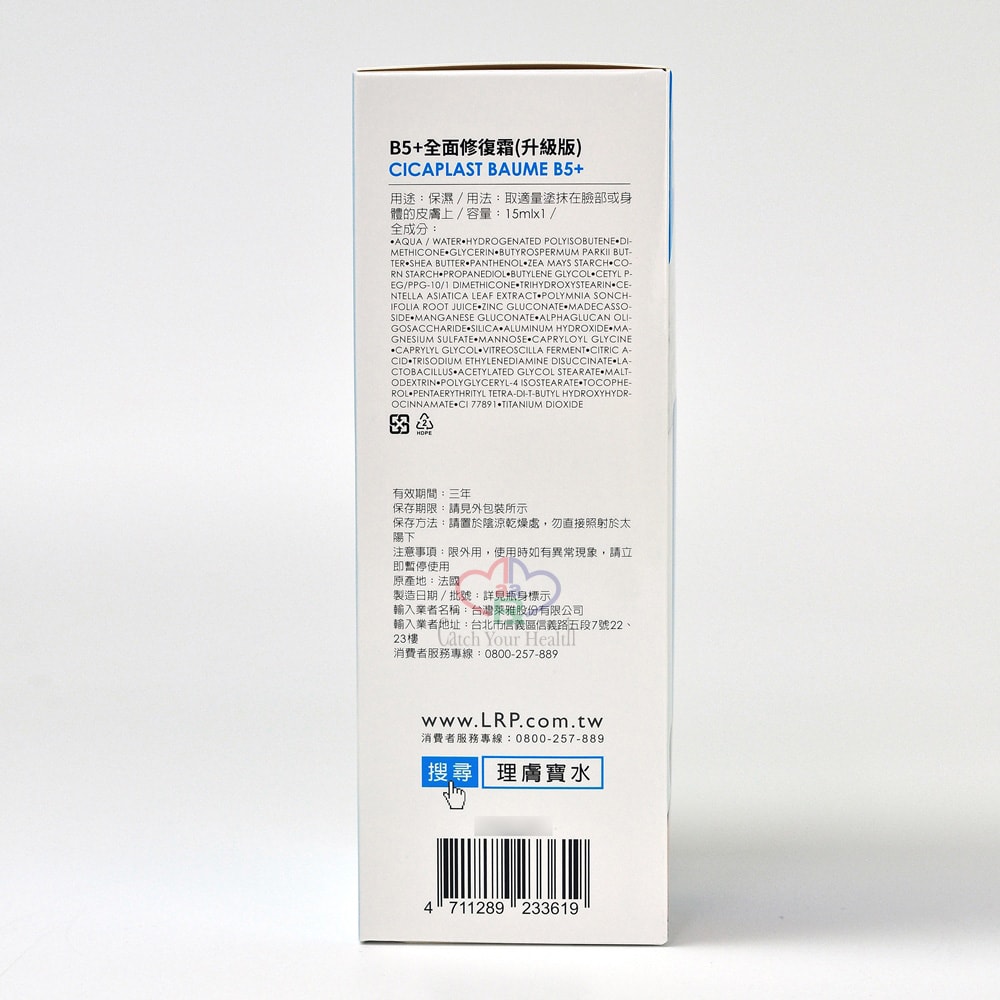 B5+全面修復霜(升級版)
CICAPLAST BAUME B5+
用途：保濕 / 用法：取適量塗抹在臉部或身
體的皮膚上 / 容量：15mlx1 /
全成分：
•AQUA / WATER•HYDROGENATED POLYISOBUTENE•DI-
METHICONE•GLYCERIN•BUTYROSPERMUM PARKII BUT-
TER•SHEA BUTTER•PANTHENOL•ZEA MAYS STARCH•CO-
RN STARCH•PROPANEDIOL•BUTYLENE GLYCOL•CETYL P-
EG/PPG-10/1 DIMETHICONE•TRIHYDROXYSTEARIN•CE-
NTELLA ASIATICA LEAF EXTRACT•POLYMNIA SONCH-
IFOLIA ROOT JUICE•ZINC GLUCONATE•MADECASSO-
SIDE•MANGANESE GLUCONATE•ALPHAGLUCAN OLI-
GOSACCHARIDE•SILICA•ALUMINUM HYDROXIDE•MA-
GNESIUM SULFATE•MANNOSE•CAPRYLOYL GLYCINE
•CAPRYLYL GLYCOL•VITREOSCILLA FERMENT•CITRIC A-
CID•TRISODIUM ETHYLENEDIAMINE DISUCCINATE•LA-
CTOBACILLUS•ACETYLATED GLYCOL STEARATE•MALT-
ODEXTRIN•POLYGLYCERYL-4 ISOSTEARATE•TOCOPHE-
ROL•PENTAERYTHRITYL TETRA-DI-T-BUTYL HYDROXYHYDR-
OCINNAMATE•CI 77891•TITANIUM DIOXIDE
2
HDPE
有效期間：三年
保存期限：請見外包裝所示
保存方法：請置於陰涼乾燥處，勿直接照射於太
陽下
注意事項：限外用，使用時如有異常現象，請立
即暫停使用
原產地：法國
製造日期 / 批號：詳見瓶身標示
輸入業者名稱：台灣萊雅股份有限公司
輸入業者地址：台北市信義區信義路五段7號22、
23樓
Catch Your Health
消費者服務專線：0800-257-889
www.LRP.com.tw
消費者服務專線：0800-257-889
搜尋 理膚寶水
4 711289 233619